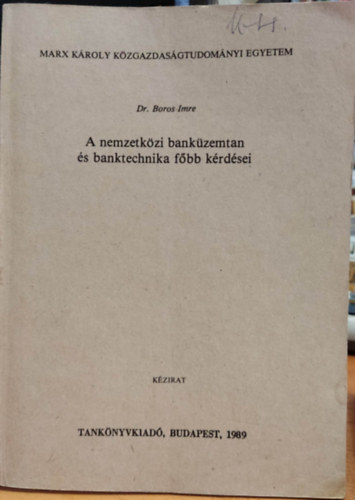 MARX KÁROLY KÖZGAZDASÁGTUDOMÁNYI EGYETEM
Dr. Boros Imre
A nemzetközi banküzemtan
és banktechnika főbb kérdései
KÉZIRAT
TANKÖNYVKIADÓ, BUDAPEST, 1989